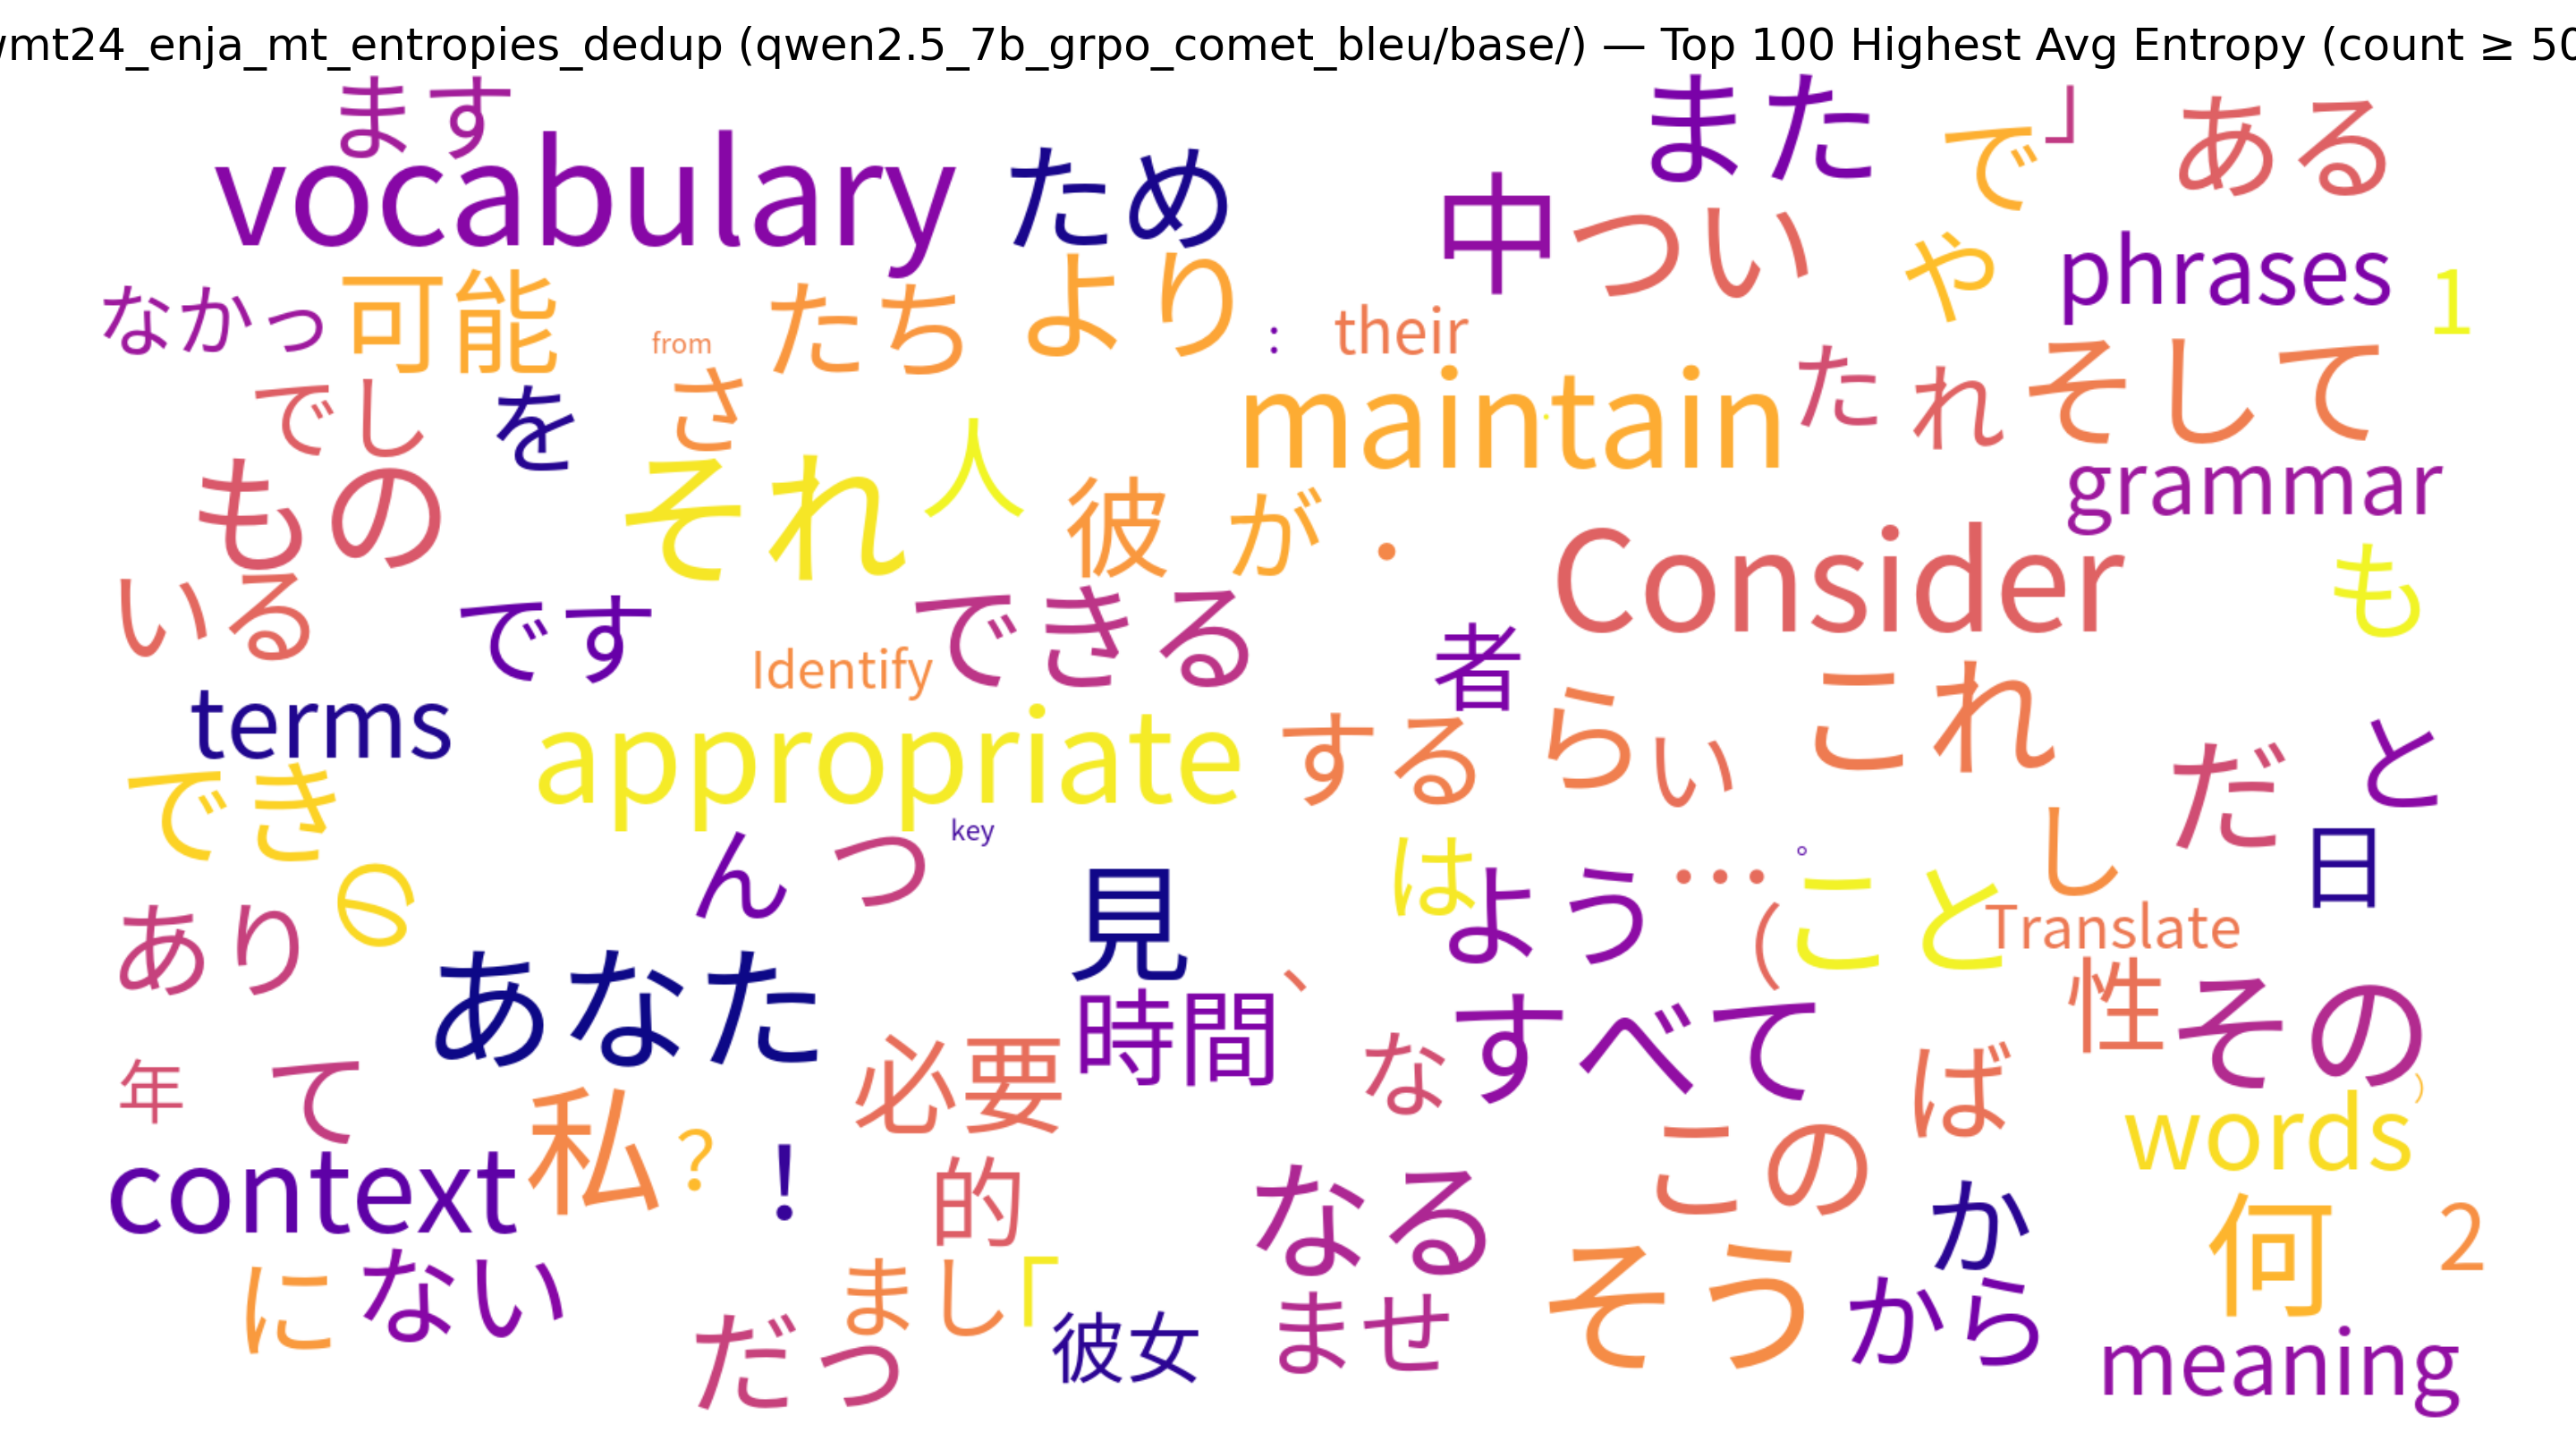 wmt24_enja_mt_entropies_dedup (qwen2.5_7b_grpo_comet_bleu/base/) — Top 100 Highest Avg Entropy (count ≥ 50
ます
また
で
」
ある
vocabulary
ため
中
つい
や
phrases
1
なかっ
可能
from
たち
より
:
their
でし
を
さ
maintain
た
れ
そして
もの
それ
人
彼
が
・
grammar
Consider
も
いる
です
Identify
できる
者
terms
appropriate
する
ら
い
これ
だ
と
でき
ん
つ
key
は
よう
…
。
こと
し
日
あり
の
あなた
見
、
(
Translate
性
その
年
て
私
?
!
必要
時間
な
すべて
ば
)
words
context
的
なる
この
か
何
2
に
ない
だっ
まし
「
彼女
ませ
そう
から
meaning